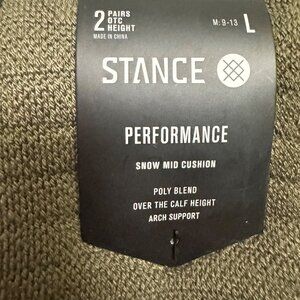 2 PAIRS
OTC
HEIGHT
MADE IN CHINA
M: 9-13 L
STANCE
PERFORMANCE
SNOW MID CUSHION
POLY BLEND
OVER THE CALF HEIGHT
ARCH SUPPORT